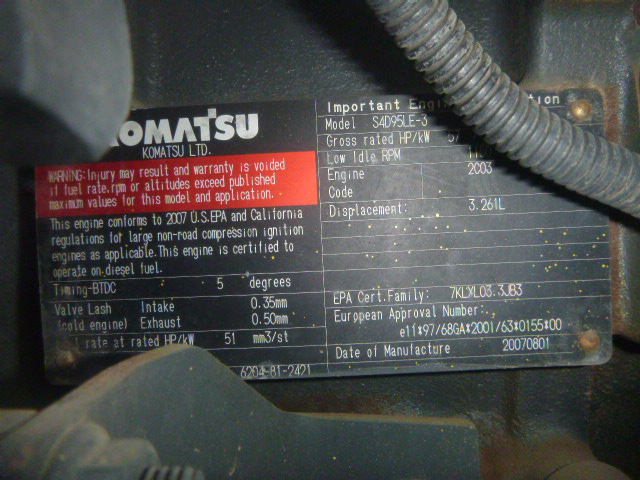 KOMATSU
KOMATSU LTD.
WARNING: Injury may result and warranty is voided
if fuel rate.rpm or altitudes exceed published
maximum values for this model and application.
This engine conforms to 2007 U.S.EPA and California
regulations for large non-road compression ignition
engines as applicable.This engine is certified to
operate on diesel fuel.
Timing-BTDC 5 degrees
Valve Lash Intake 0.35mm
(cold engine) Exhaust 0.50mm
rate at rated HP/kW 51 mm3/st
6204-81-2421
Important
Model S4D95LE-3
Gross rated HP/kW
Low Idle RPM
Engine 2C03
Code
Displacement: 3.261L
EPA Cert.Family: 7KLXL03.3JB3
European Approval Number:
e11*97/68GA*2001/63*0155*00
Date of Manufacture 20070801